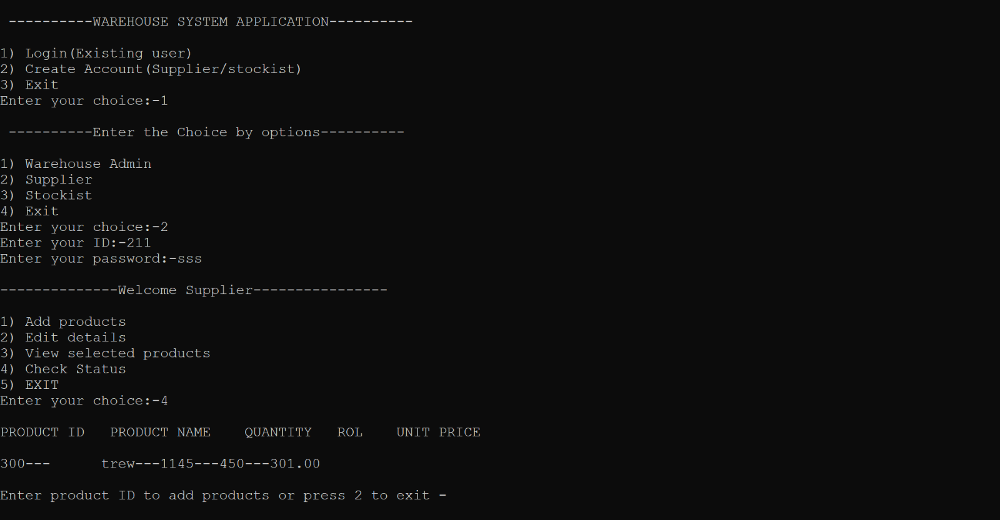 ----------WAREHOUSE SYSTEM APPLICATION----------
1) Login(Existing user)
2) Create Account(Supplier/stockist)
3) Exit
Enter your choice:-1
----------Enter the Choice by options----------
1) Warehouse Admin
2) Supplier
3) Stockist
4) Exit
Enter your choice:-2
Enter your ID:-211
Enter your password:-sss
--------------Welcome Supplier----------------
1) Add products
2) Edit details
3) View selected products
4) Check Status
5) EXIT
Enter your choice:-4
PRODUCT ID   PRODUCT NAME    QUANTITY   ROL    UNIT PRICE
300---      trew---1145---450---301.00
Enter product ID to add products or press 2 to exit -